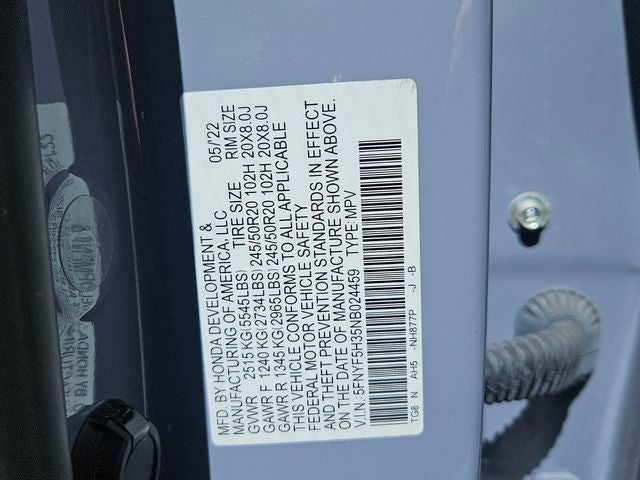 MFD. BY HONDA DEVELOPMENT &
MANUFACTURING OF AMERICA, LLC 05/22
TIRE SIZE RIM SIZE
GVWR 2515 KG(5545LBS)
GAWR F 1240 KG(2734LBS) 245/50R20 102H 20X8.0J
GAWR R 1345 KG(2965LBS) 245/50R20 102H 20X8.0J
THIS VEHICLE CONFORMS TO ALL APPLICABLE
FEDERAL MOTOR VEHICLE SAFETY
AND THEFT PREVENTION STANDARDS IN EFFECT
ON THE DATE OF MANUFACTURE SHOWN ABOVE.
V.I.N.: 5FNYF5H35NB024459 TYPE: MPV
TG8 N AH5 -NH877P -J -B